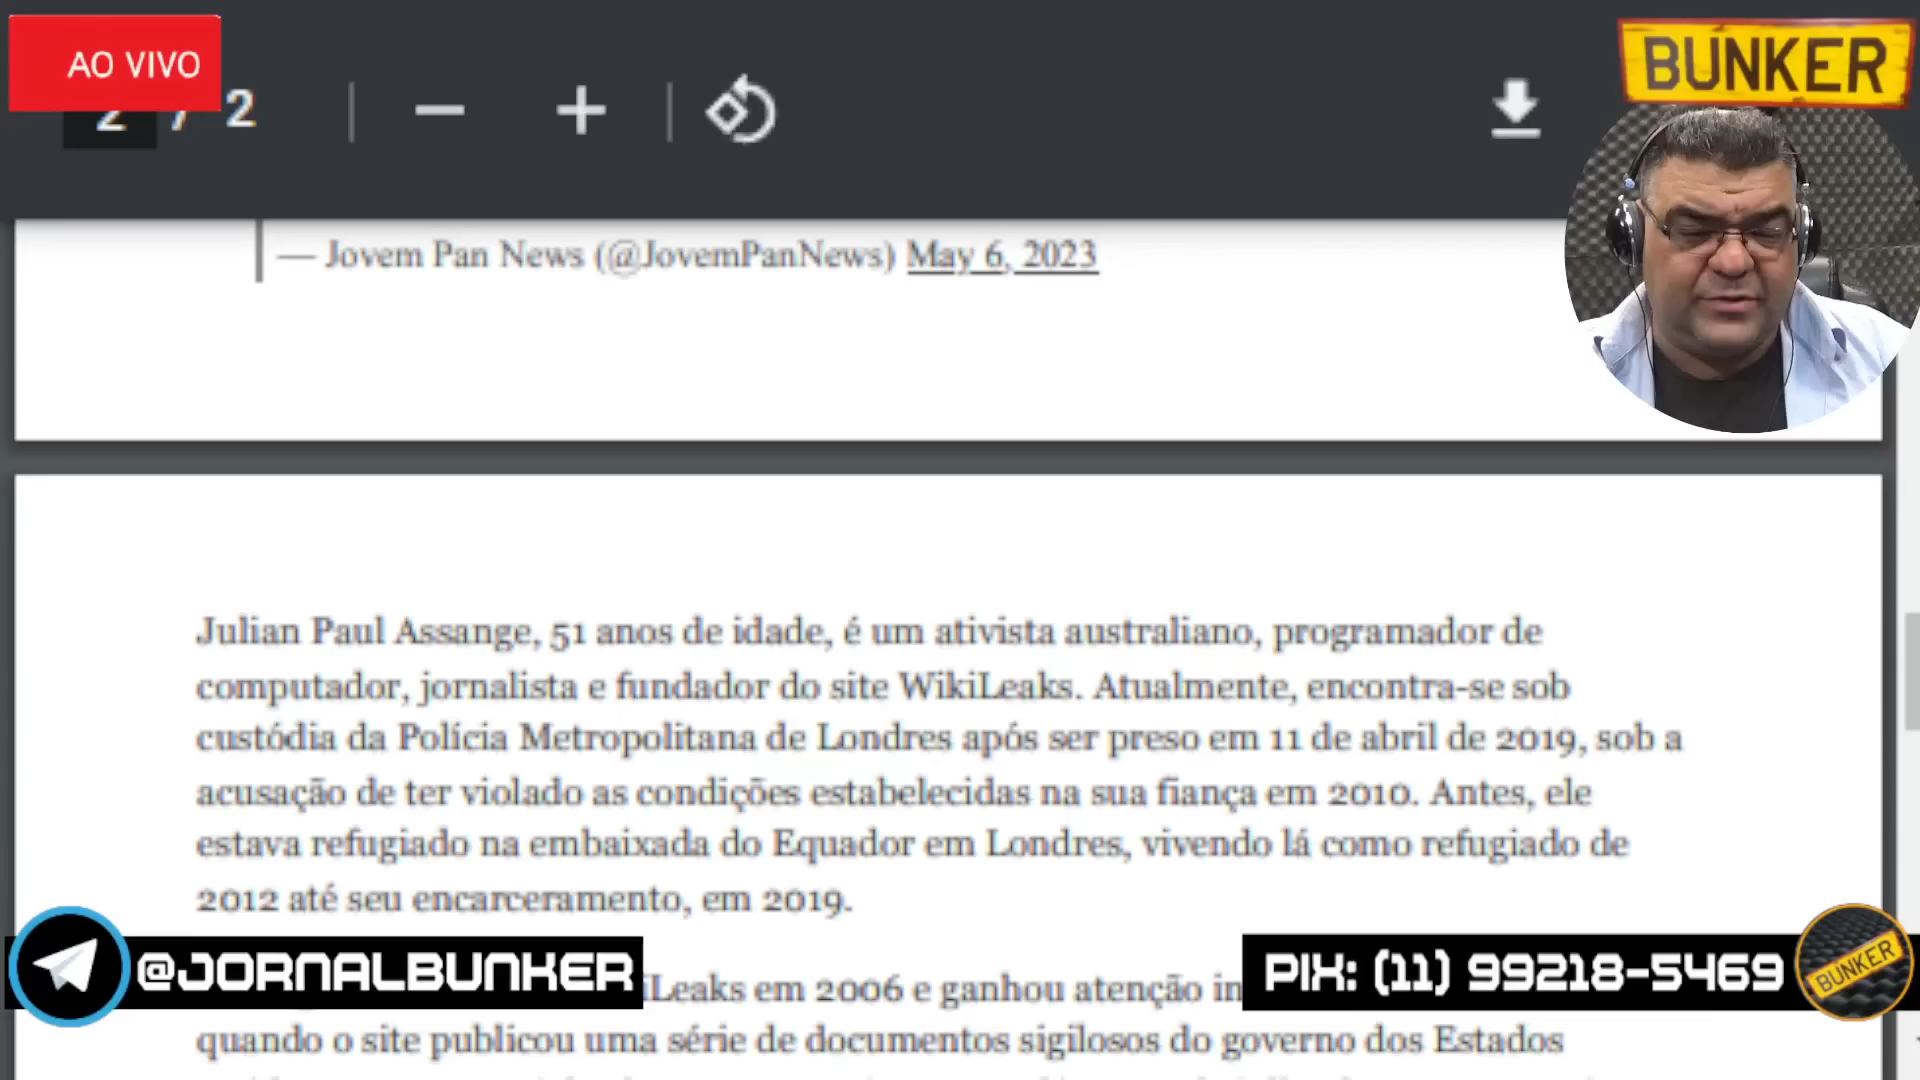 AO VIVO
BUNKER
2 / 2
— Jovem Pan News (@JovemPanNews) May 6, 2023
Julian Paul Assange, 51 anos de idade, é um ativista australiano, programador de
computador, jornalista e fundador do site WikiLeaks. Atualmente, encontra-se sob
custódia da Polícia Metropolitana de Londres após ser preso em 11 de abril de 2019, sob a
acusação de ter violado as condições estabelecidas na sua fiança em 2010. Antes, ele
estava refugiado na embaixada do Equador em Londres, vivendo lá como refugiado de
2012 até seu encarceramento, em 2019.
@JORNALBUNKER
iLeaks em 2006 e ganhou atenção in
PIX: (11) 99218-5469
BUNKER
quando o site publicou uma série de documentos sigilosos do governo dos Estados